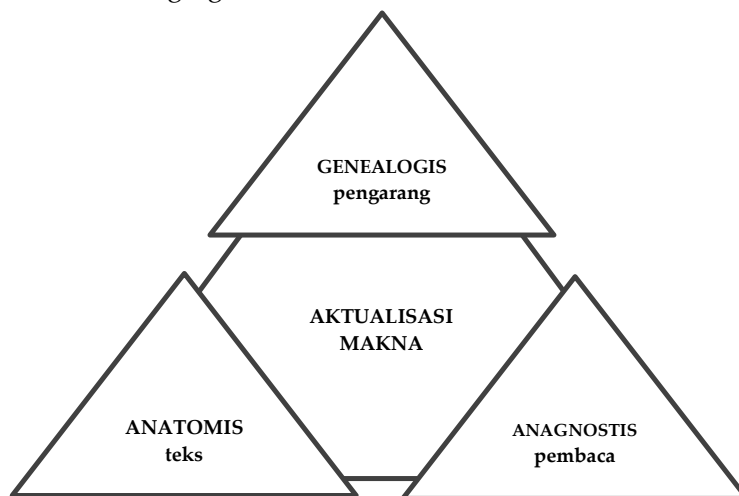 GENEALOGIS
pengarang
AKTUALISASI
MAKNA
ANATOMIS
teks
ANAGNOSTIS
pembaca